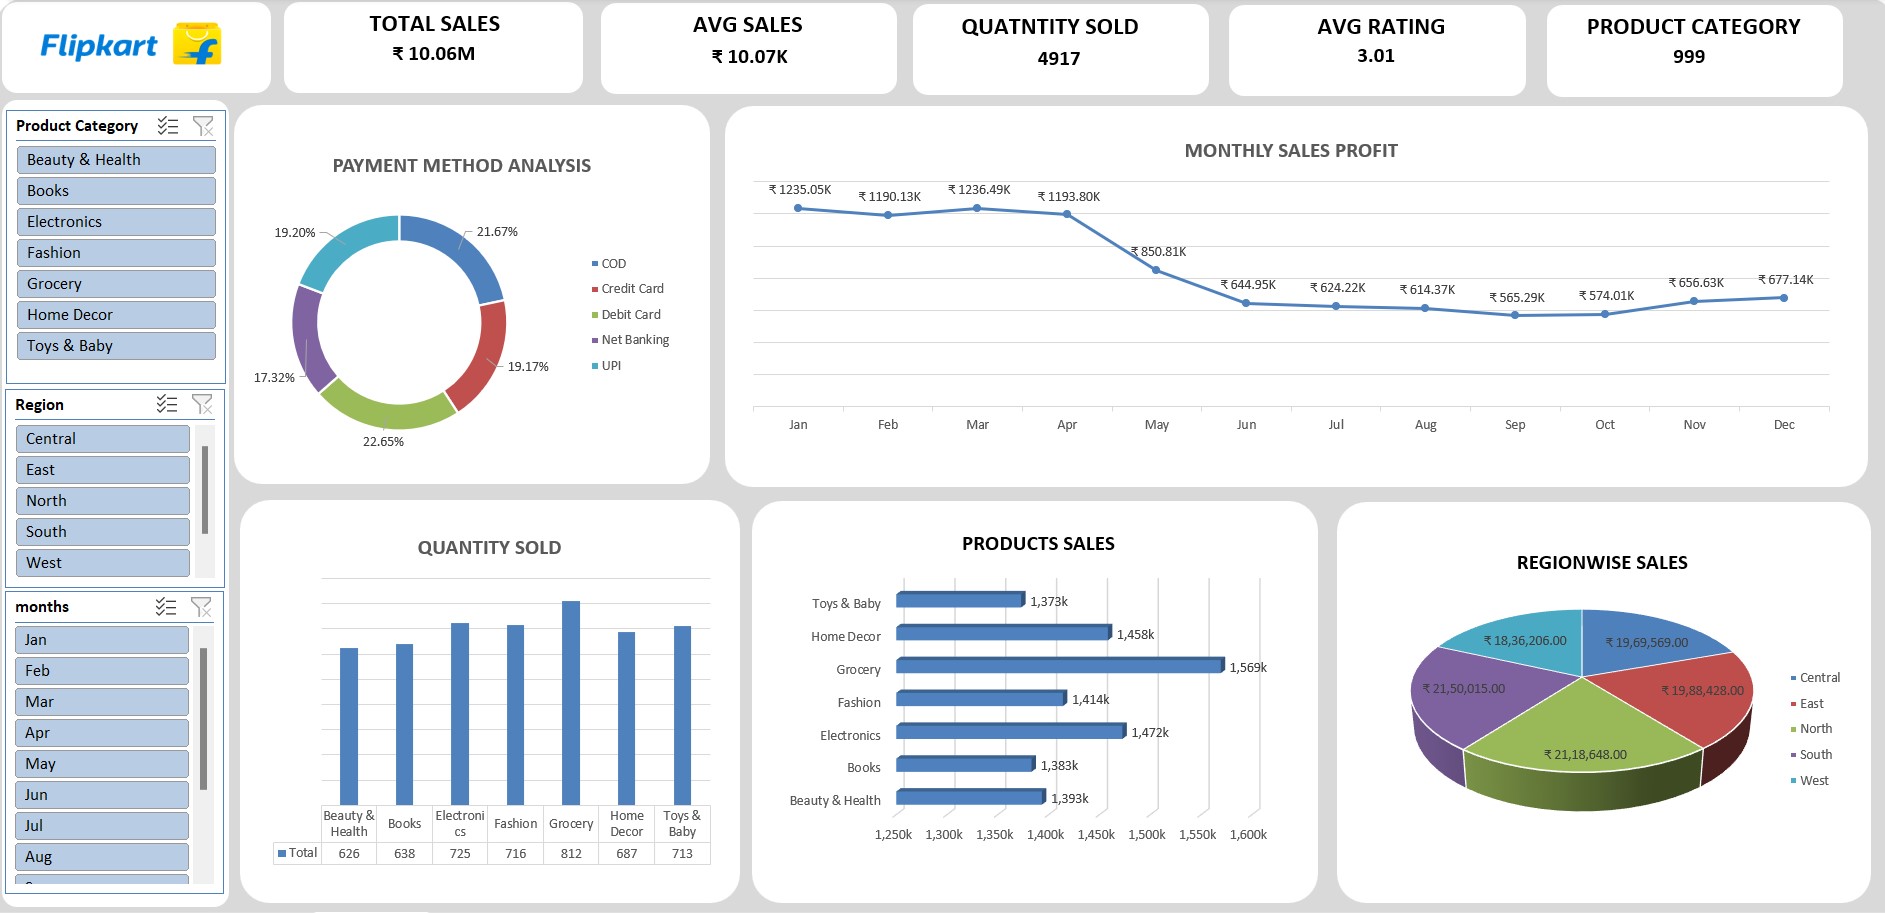 Flipkart
TOTAL SALES
₹ 10.06M
AVG SALES
₹ 10.07K
QUATNTITY SOLD
4917
AVG RATING
3.01
PRODUCT CATEGORY
999
Product Category
Beauty & Health
Books
Electronics
Fashion
Grocery
Home Decor
Toys & Baby
Region
Central
East
North
South
West
months
Jan
Feb
Mar
Apr
May
Jun
Jul
Aug
PAYMENT METHOD ANALYSIS
19.20%
21.67%
17.32%
19.17%
22.65%
COD
Credit Card
Debit Card
Net Banking
UPI
MONTHLY SALES PROFIT
₹ 1235.05K
₹ 1190.13K
₹ 1236.49K
₹ 1193.80K
₹ 850.81K
₹ 644.95K
₹ 624.22K
₹ 614.37K
₹ 565.29K
₹ 574.01K
₹ 656.63K
₹ 677.14K
Jan Feb Mar Apr May Jun Jul Aug Sep Oct Nov Dec
QUANTITY SOLD
Beauty & Health
Books
Electroni
cs
Fashion
Grocery
Home Decor
Toys & Baby
Total 626 638 725 716 812 687 713
PRODUCTS SALES
Toys & Baby 1,373k
Home Decor 1,458k
Grocery 1,569k
Fashion 1,414k
Electronics 1,472k
Books 1,383k
Beauty & Health 1,393k
1,250k 1,300k 1,350k 1,400k 1,450k 1,500k 1,550k 1,600k
REGIONWISE SALES
₹ 18,36,206.00
₹ 19,69,569.00
₹ 21,50,015.00
₹ 19,88,428.00
₹ 21,18,648.00
Central
East
North
South
West